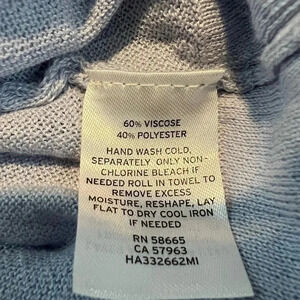 60% VISCOSE
40% POLYESTER
HAND WASH COLD,
SEPARATELY ONLY NON-
CHLORINE BLEACH IF
NEEDED ROLL IN TOWEL TO
REMOVE EXCESS
MOISTURE, RESHAPE, LAY
FLAT TO DRY COOL IRON
IF NEEDED
RN 58665
CA 57963
HA332662MI